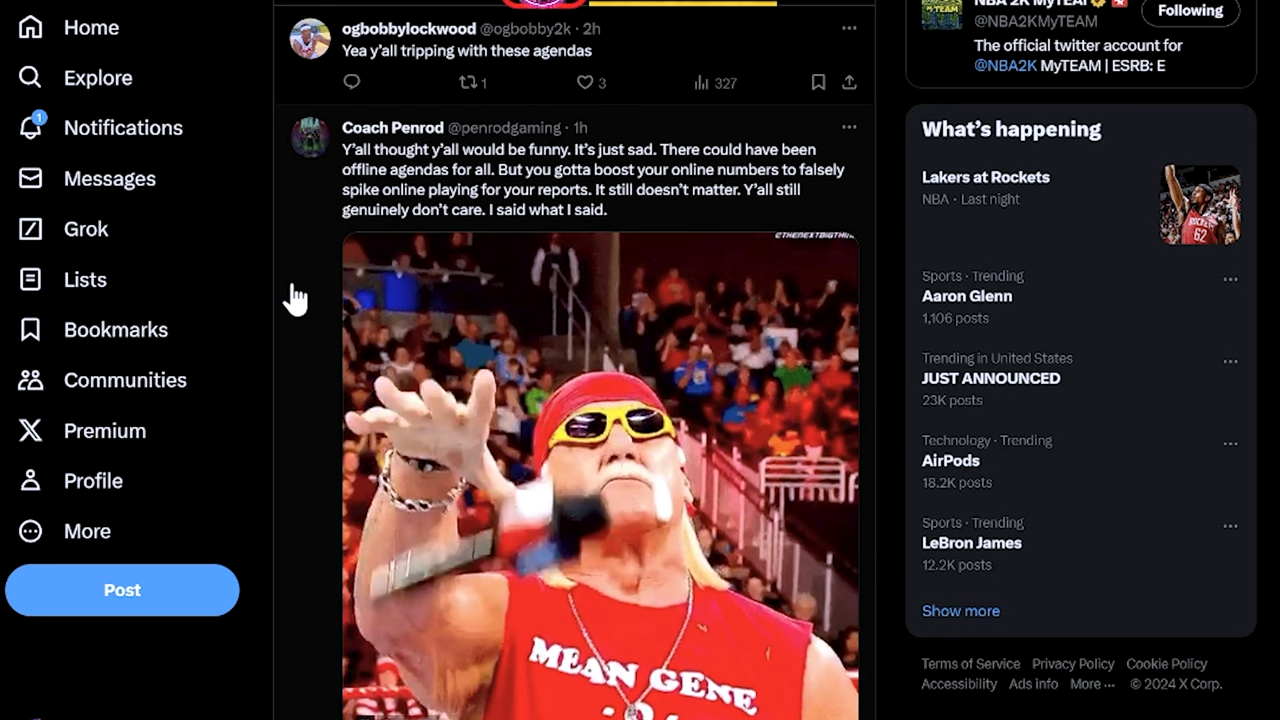 Home
Explore
1
Notifications
Messages
Grok
Lists
Bookmarks
Communities
Premium
Profile
More
Post
ogbobbylockwood @ogbobby2k · 2h
Yea y'all tripping with these agendas
1 3 327
Coach Penrod @penrodgaming · 1h
Y'all thought y'all would be funny. It's just sad. There could have been
offline agendas for all. But you gotta boost your online numbers to falsely
spike online playing for your reports. It still doesn't matter. Y'all still
genuinely don't care. I said what I said.
MEAN GENE
NBA 2K MyTEAM
@NBA2KMyTEAM
Following
The official twitter account for
@NBA2K MyTEAM | ESRB: E
What's happening
Lakers at Rockets
NBA · Last night
ROCKETS
62
Sports · Trending
Aaron Glenn
1,106 posts
Trending in United States
JUST ANNOUNCED
23K posts
Technology · Trending
AirPods
18.2K posts
Sports · Trending
LeBron James
12.2K posts
Show more
Terms of Service Privacy Policy Cookie Policy
Accessibility Ads info More ··· © 2024 X Corp.